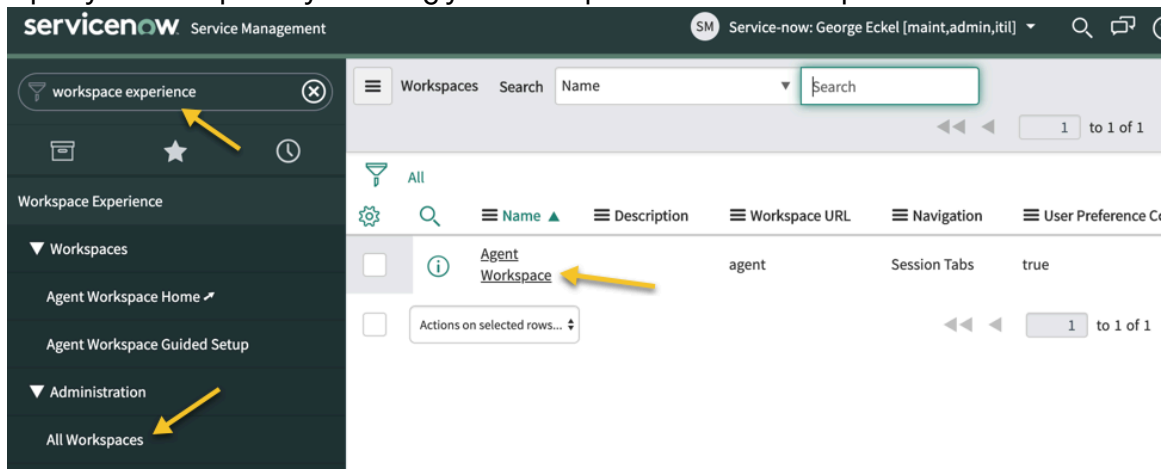 servicenow Service Management
SM Service-now: George Eckel [maint,admin,itil]
workspace experience
Workspace Experience
Workspaces
Agent Workspace Home
Agent Workspace Guided Setup
Administration
All Workspaces
Workspaces Search Name Search
1 to 1 of 1
All
Name Description Workspace URL Navigation User Preference
Agent
Workspace agent Session Tabs true
Actions on selected rows...
1 to 1 of 1